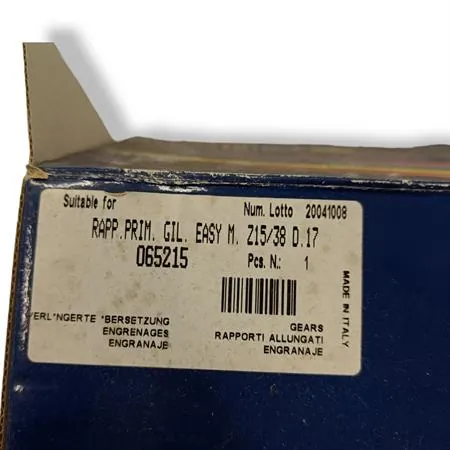 Suitable for Num. Lotto 20041008
RAPP.PRIM. GIL. EASY M. Z15/38 D.17
065215 Pcs. N.: 1
VERL"NGERTE "BERSETZUNG
ENGRENAGES
ENGRANAJE
GEARS
RAPPORTI ALLUNGATI
ENGRANAJE
MADE IN ITALY